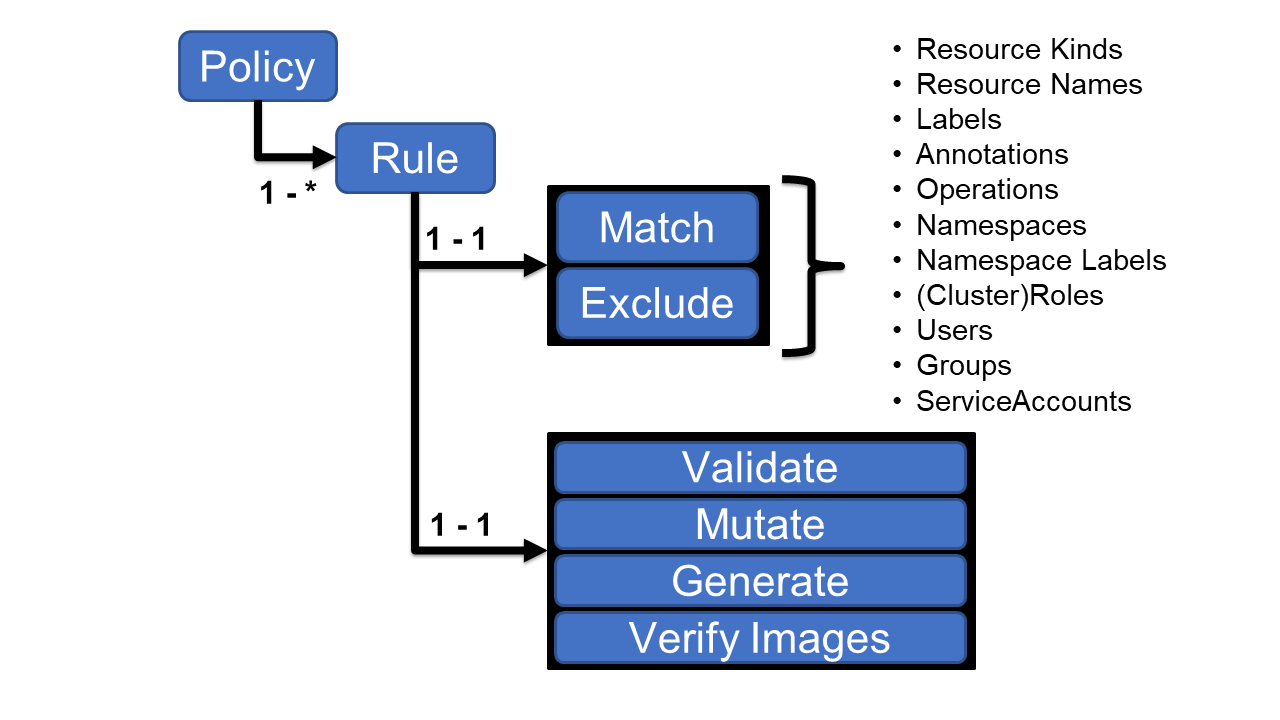 Policy
1 - *
Rule
1 - 1
Match
Exclude
• Resource Kinds
• Resource Names
• Labels
• Annotations
• Operations
• Namespaces
• Namespace Labels
• (Cluster)Roles
• Users
• Groups
• ServiceAccounts
1 - 1
Validate
Mutate
Generate
Verify Images